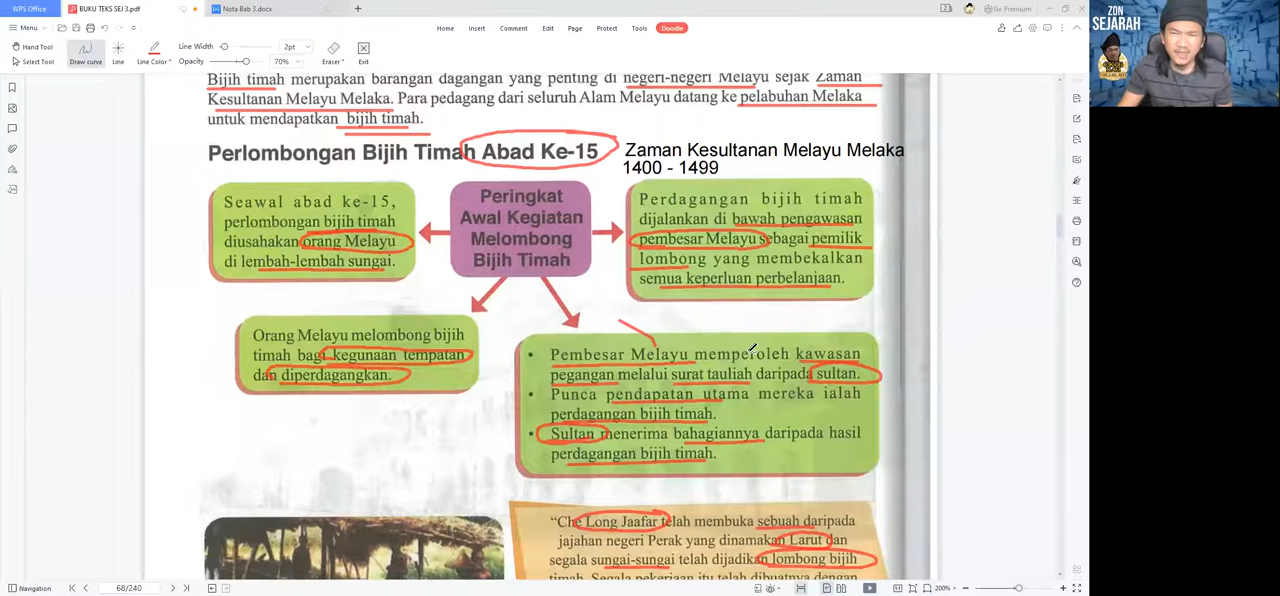 WPS Office
BUKU TEKS SEJ 3.pdf
Nota Bab 3.docx
Go Premium
Menu
Home
Insert
Comment
Edit
Page
Protect
Tools
Doodle
Hand Tool
Select Tool
Draw curve
Line
Line Color
Line Width
2pt
Opacity
70%
Eraser
Exit
ZON
SEJARAH
Bijih timah merupakan barangan dagangan yang penting di negeri-negeri Melayu sejak Zaman
Kesultanan Melayu Melaka. Para pedagang dari seluruh Alam Melayu datang ke pelabuhan Melaka
untuk mendapatkan bijih timah.
Perlombongan Bijih Timah Abad Ke-15
Zaman Kesultanan Melayu Melaka
1400 - 1499
Seawal abad ke-15,
perlombongan bijih timah
diusahakan orang Melayu
di lembah-lembah sungai.
Peringkat
Awal Kegiatan
Melombong
Bijih Timah
Perdagangan bijih timah
dijalankan di bawah pengawasan
pembesar Melayu sebagai pemilik
lombong yang membekalkan
semua keperluan perbelanjaan.
Orang Melayu melombong bijih
timah bagi kegunaan tempatan
dan diperdagangkan.
• Pembesar Melayu memperoleh kawasan
pegangan melalui surat tauliah daripada sultan.
• Punca pendapatan utama mereka ialah
perdagangan bijih timah.
• Sultan menerima bahagiannya daripada hasil
perdagangan bijih timah.
“Che Long Jaafar telah membuka sebuah daripada
jajahan negeri Perak yang dinamakan Larut dan
segala sungai-sungai telah dijadikan lombong bijih
timah. Segala pekerjaan itu telah dibuatnya dengan
Navigation
68/240
200%